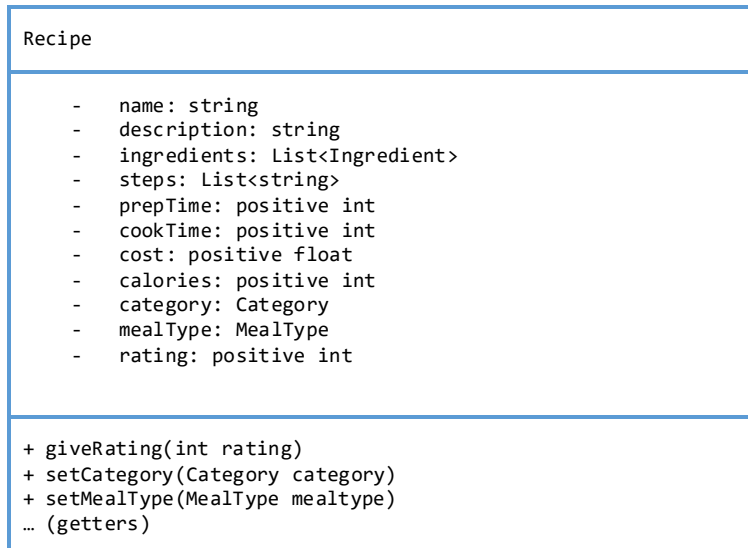 Recipe
- name: string
- description: string
- ingredients: List<Ingredient>
- steps: List<string>
- prepTime: positive int
- cookTime: positive int
- cost: positive float
- calories: positive int
- category: Category
- mealType: MealType
- rating: positive int
+ giveRating(int rating)
+ setCategory(Category category)
+ setMealType(MealType mealtype)
… (getters)